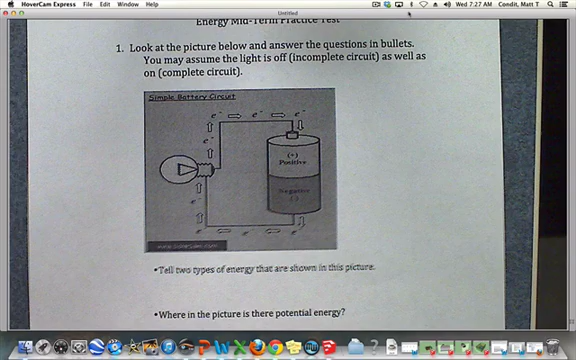 HoverCam Express File Edit Window Help
Wed 7:27 AM Condit, Matt T
Untitled
Energy Mid-Term Practice Test
1. Look at the picture below and answer the questions in bullets.
You may assume the light is off (incomplete circuit) as well as
on (complete circuit).
Simple Battery Circuit
e⁻ e⁻ e⁻
e⁻
(+)
Positive
Negative
(-)
e⁻
e e⁻ e
•Tell two types of energy that are shown in this picture.
•Where in the picture is there potential energy?